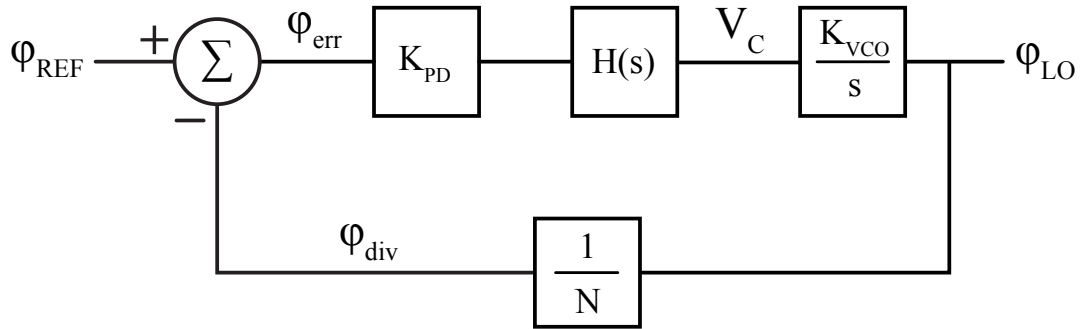 φREF
+
−
Σ
φerr
KPD
H(s)
VC
KVCO
s
φLO
φdiv
1
N